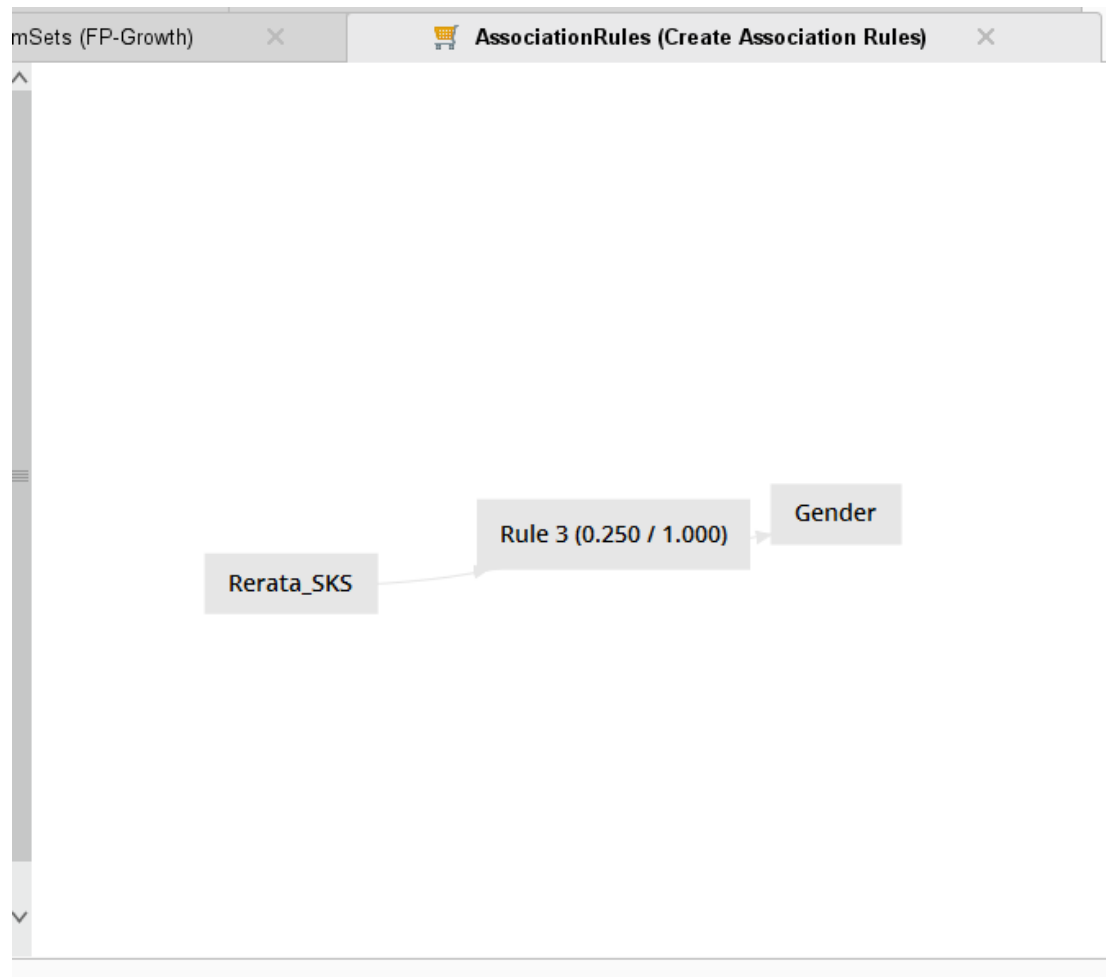 mSets (FP-Growth)
AssociationRules (Create Association Rules)
Gender
Rule 3 (0.250 / 1.000)
Rerata_SKS